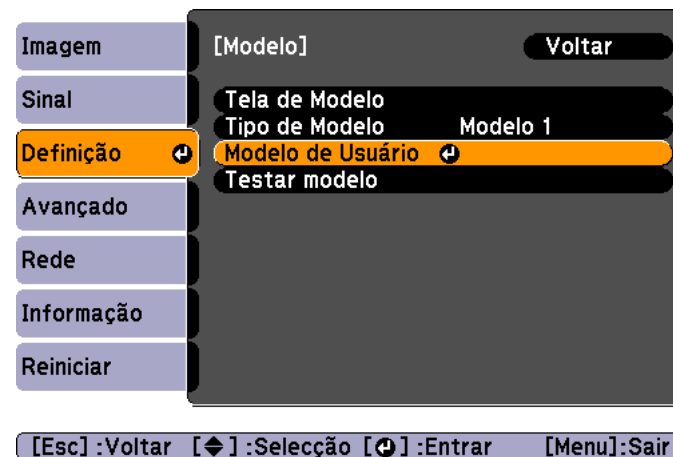 Imagem
Sinal
Definição
Avançado
Rede
Informação
Reiniciar
[Modelo] Voltar
Tela de Modelo
Tipo de Modelo Modelo 1
Modelo de Usuário
Testar modelo
[Esc] :Voltar [ ] :Selecção [ ] :Entrar [Menu]:Sair